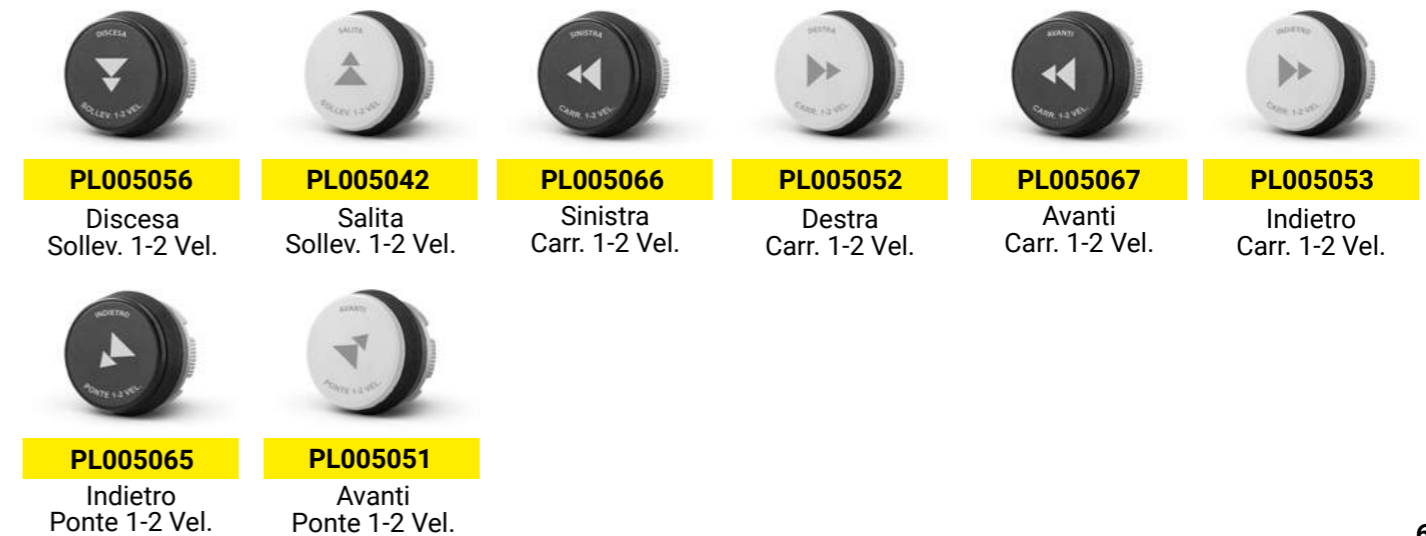 DISCESA
SOLLEV. 1-2 VEL.
SALITA
SOLLEV. 1-2 VEL.
SINISTRA
CARR. 1-2 VEL.
DESTRA
CARR. 1-2 VEL.
AVANTI
CARR. 1-2 VEL.
INDIETRO
CARR. 1-2 VEL.
PL005056
PL005042
PL005066
PL005052
PL005067
PL005053
Discesa
Sollev. 1-2 Vel.
Salita
Sollev. 1-2 Vel.
Sinistra
Carr. 1-2 Vel.
Destra
Carr. 1-2 Vel.
Avanti
Carr. 1-2 Vel.
Indietro
Carr. 1-2 Vel.
INDIETRO
PONTE 1-2 VEL.
AVANTI
PONTE 1-2 VEL.
PL005065
PL005051
Indietro
Ponte 1-2 Vel.
Avanti
Ponte 1-2 Vel.